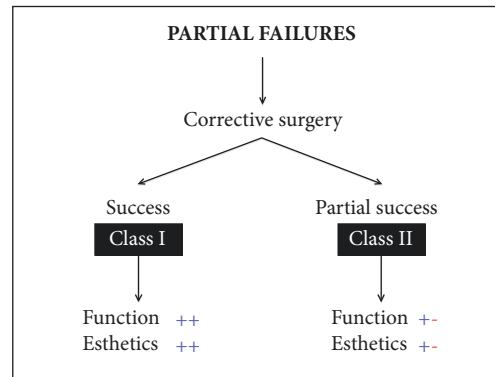 PARTIAL FAILURES
Corrective surgery
Success
Class I
Function ++
Esthetics ++
Partial success
Class II
Function +-
Esthetics +-